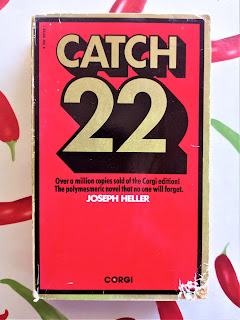 CATCH
22
Over a million copies sold of the Corgi edition!
The polymesmeric novel that no one will forget.
JOSEPH HELLER
CORGI